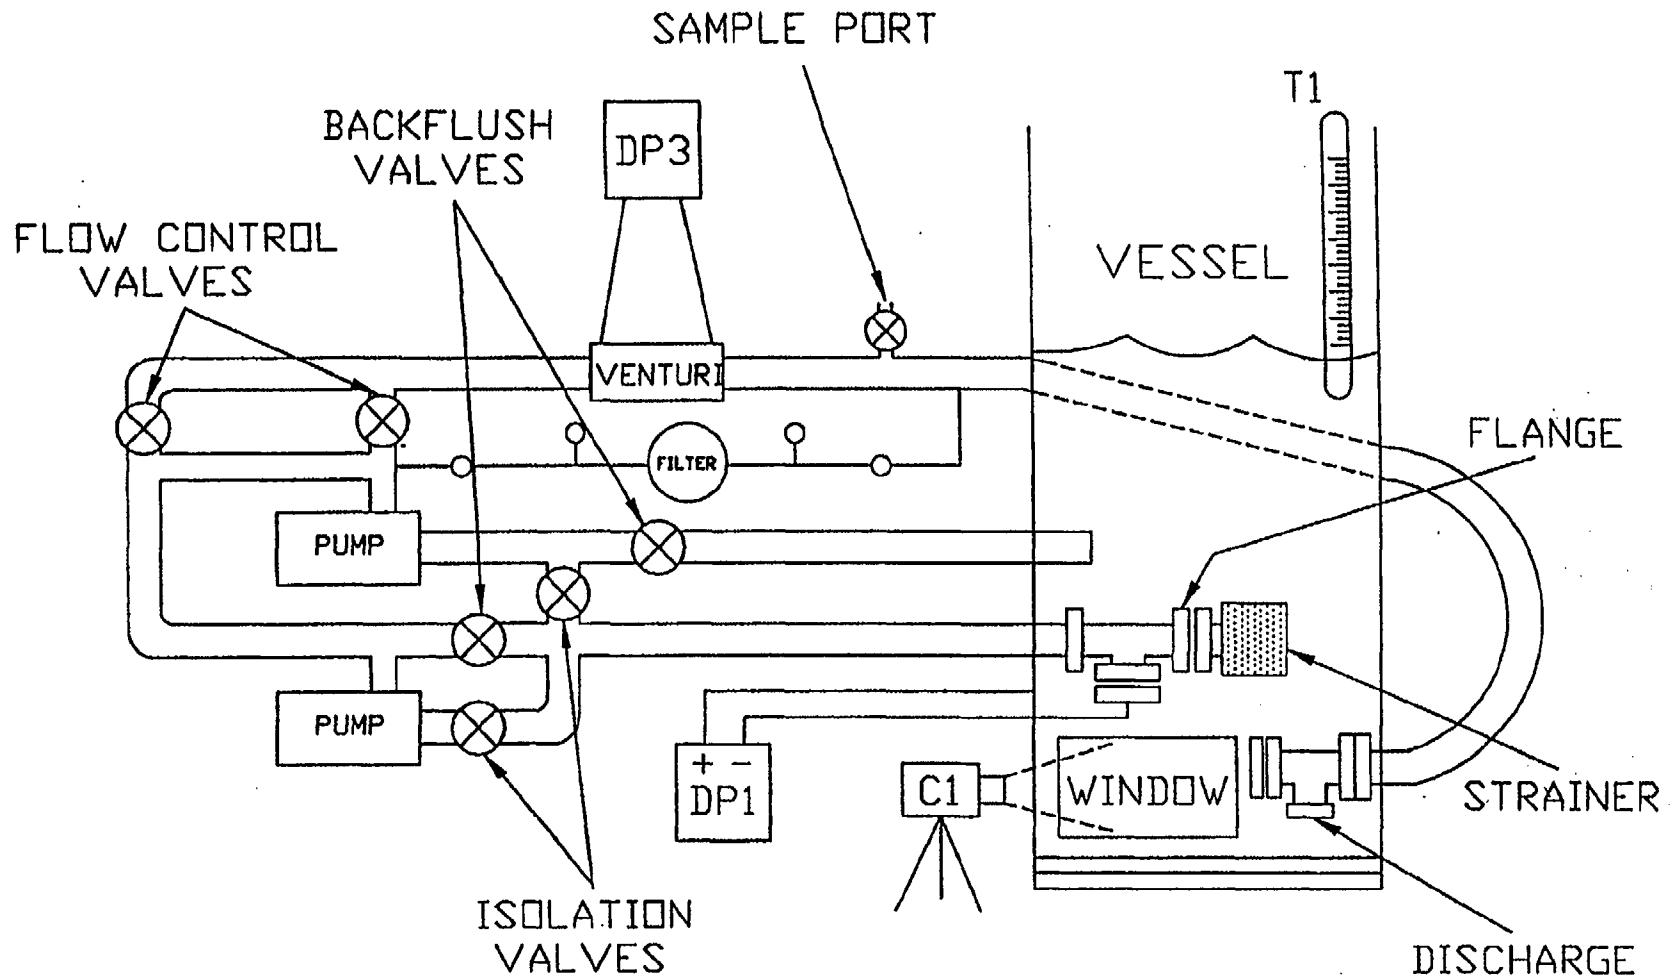 SAMPLE PORT
T1
BACKFLUSH
VALVES
DP3
FLOW CONTROL
VALVES
VESSEL
VENTURI
FLANGE
FILTER
PUMP
PUMP
+ -
DP1
C1
WINDOW
STRAINER
ISOLATION
VALVES
DISCHARGE